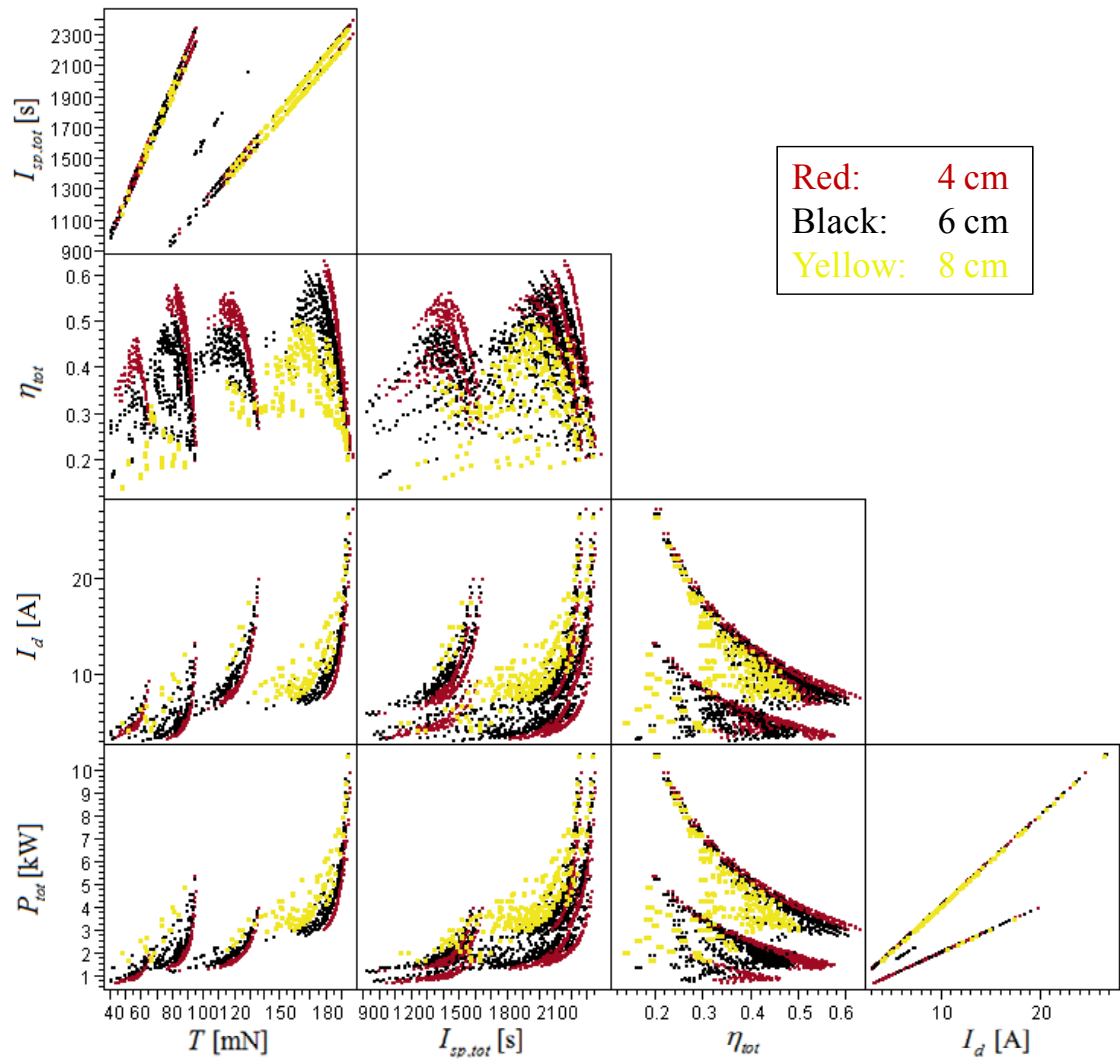 2300
2100
1900
1700
1500
1300
1100
900
I_sp,tot [s]
Red: 4 cm
Black: 6 cm
Yellow: 8 cm
0.6
0.5
0.4
0.3
0.2
η_tot
20
10
I_d [A]
10
9
8
7
6
5
4
3
2
1
P_tot [kW]
40 60 80 100 120 150 180
900 1200 1500 1800 2100
0.2 0.3 0.4 0.5 0.6
10 20
T [mN]
I_sp,tot [s]
η_tot
I_d [A]